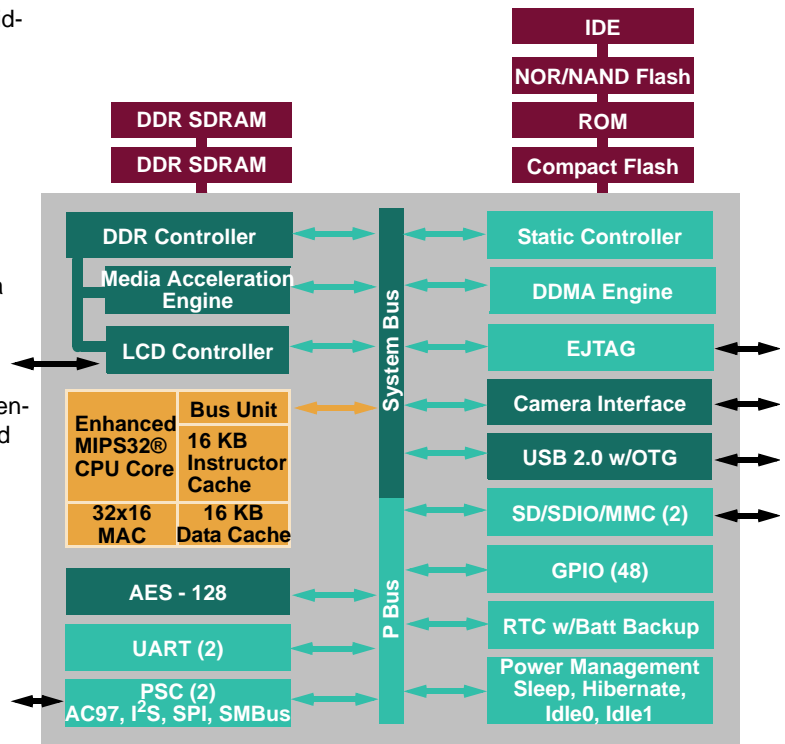 d-
a
en-
d
IDE
NOR/NAND Flash
ROM
Compact Flash
DDR SDRAM
DDR SDRAM
DDR Controller
Media Acceleration
Engine
LCD Controller
Enhanced
MIPS32®
CPU Core
Bus Unit
16 KB
Instructor
Cache
32x16
MAC
16 KB
Data Cache
AES - 128
UART (2)
PSC (2)
AC97, I²S, SPI, SMBus
System Bus
P Bus
Static Controller
DDMA Engine
EJTAG
Camera Interface
USB 2.0 w/OTG
SD/SDIO/MMC (2)
GPIO (48)
RTC w/Batt Backup
Power Management
Sleep, Hibernate,
Idle0, Idle1